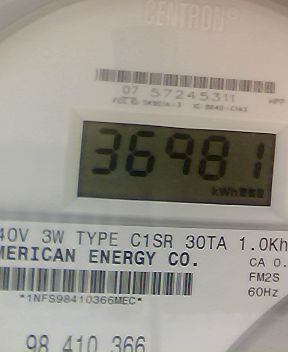 CENTRON®
07 57245311
36981
kWh
40V 3W TYPE C1SR 30TA 1.0Kh
MERICAN ENERGY CO.
CA 0.
FM2S
60Hz
*1NFS98410366MEC*
98 410 366